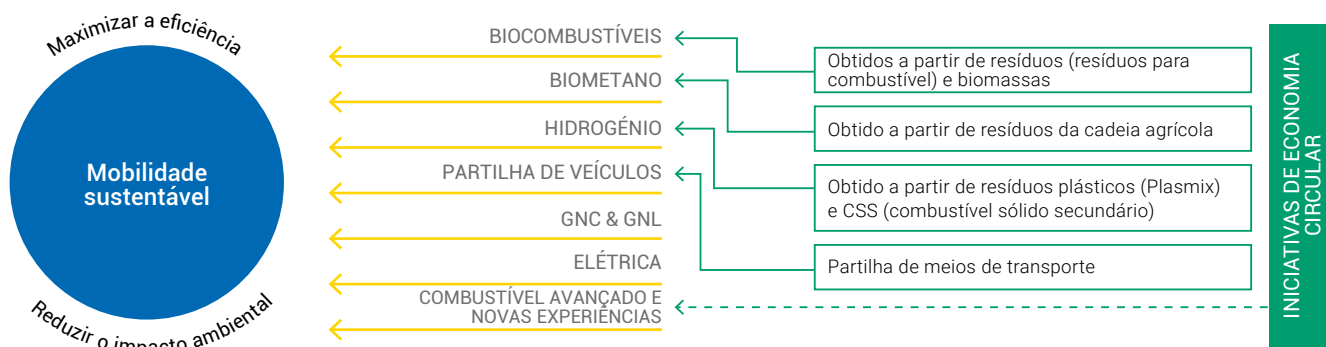 Maximizar a eficiência
Mobilidade
sustentável
Reduzir o impacto ambiental
BIOCOMBUSTÍVEIS
BIOMETANO
HIDROGÉNIO
PARTILHA DE VEÍCULOS
GNC & GNL
ELÉTRICA
COMBUSTÍVEL AVANÇADO E
NOVAS EXPERIÊNCIAS
Obtidos a partir de resíduos (resíduos para
combustível) e biomassas
Obtido a partir de resíduos da cadeia agrícola
Obtido a partir de resíduos plásticos (Plasmix)
e CSS (combustível sólido secundário)
Partilha de meios de transporte
INICIATIVAS DE ECONOMIA
CIRCULAR